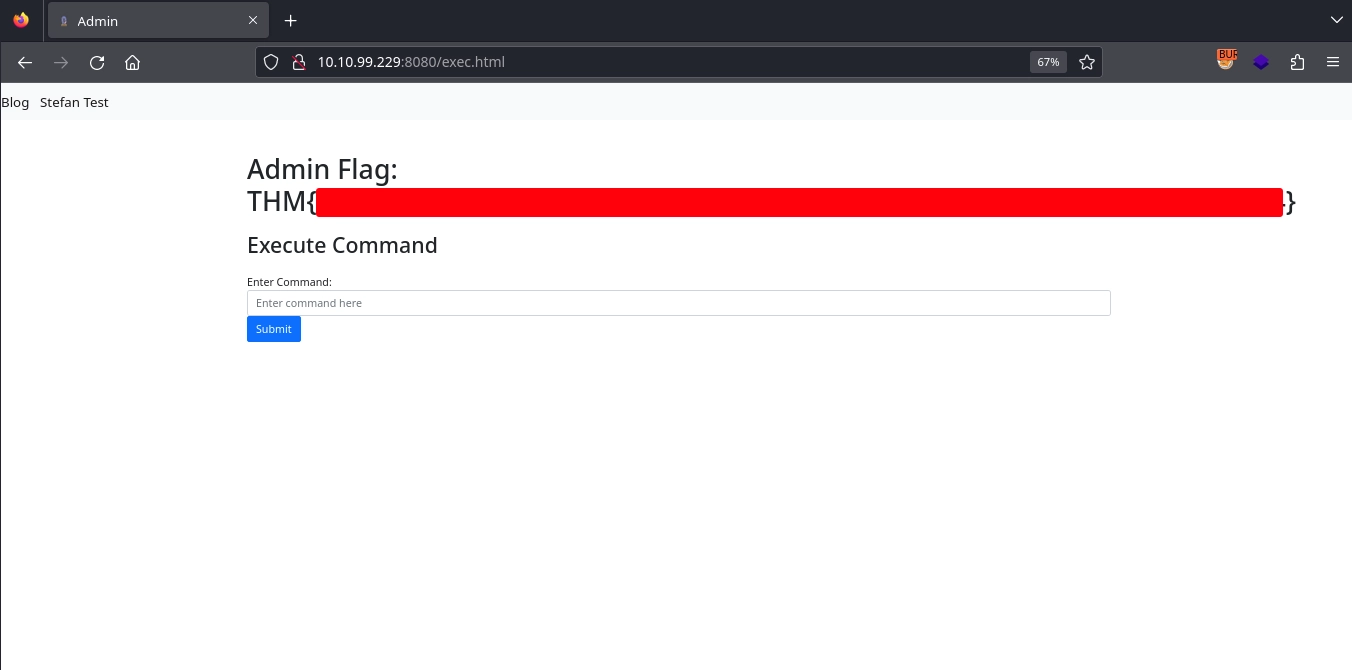 Admin
10.10.99.229:8080/exec.html
67%
BUR
Blog Stefan Test
Admin Flag:
THM{ }
Execute Command
Enter Command:
Enter command here
Submit